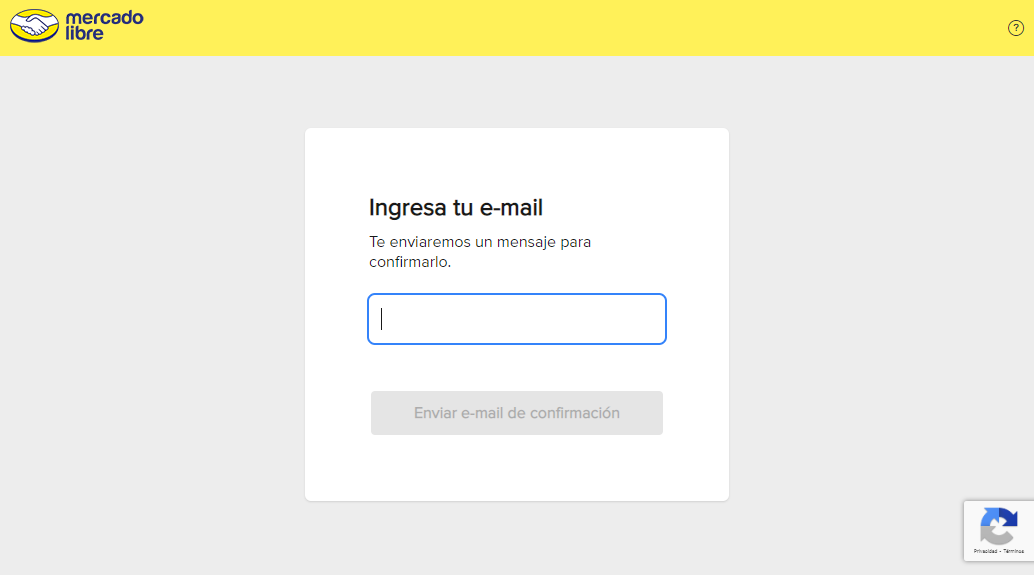 mercado
libre
?
Ingresa tu e-mail
Te enviaremos un mensaje para
confirmarlo.
Enviar e-mail de confirmación
Privacidad - Términos